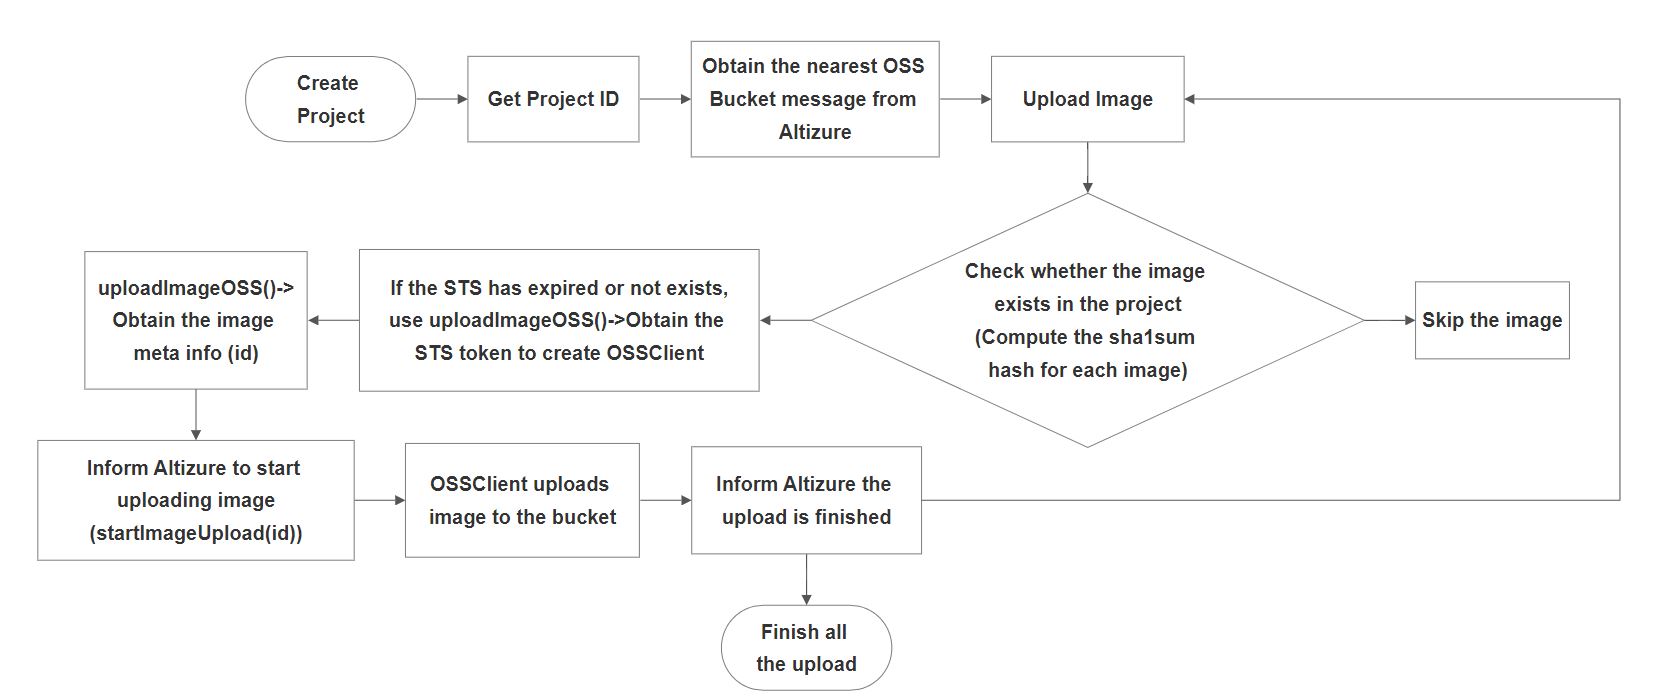 Create
Project
Get Project ID
Obtain the nearest OSS
Bucket message from
Altizure
Upload Image
Check whether the image
exists in the project
(Compute the sha1sum
hash for each image)
Skip the image
If the STS has expired or not exists,
use uploadImageOSS()->Obtain the
STS token to create OSSClient
uploadImageOSS()->
Obtain the image
meta info (id)
Inform Altizure to start
uploading image
(startImageUpload(id))
OSSClient uploads
image to the bucket
Inform Altizure the
upload is finished
Finish all
the upload